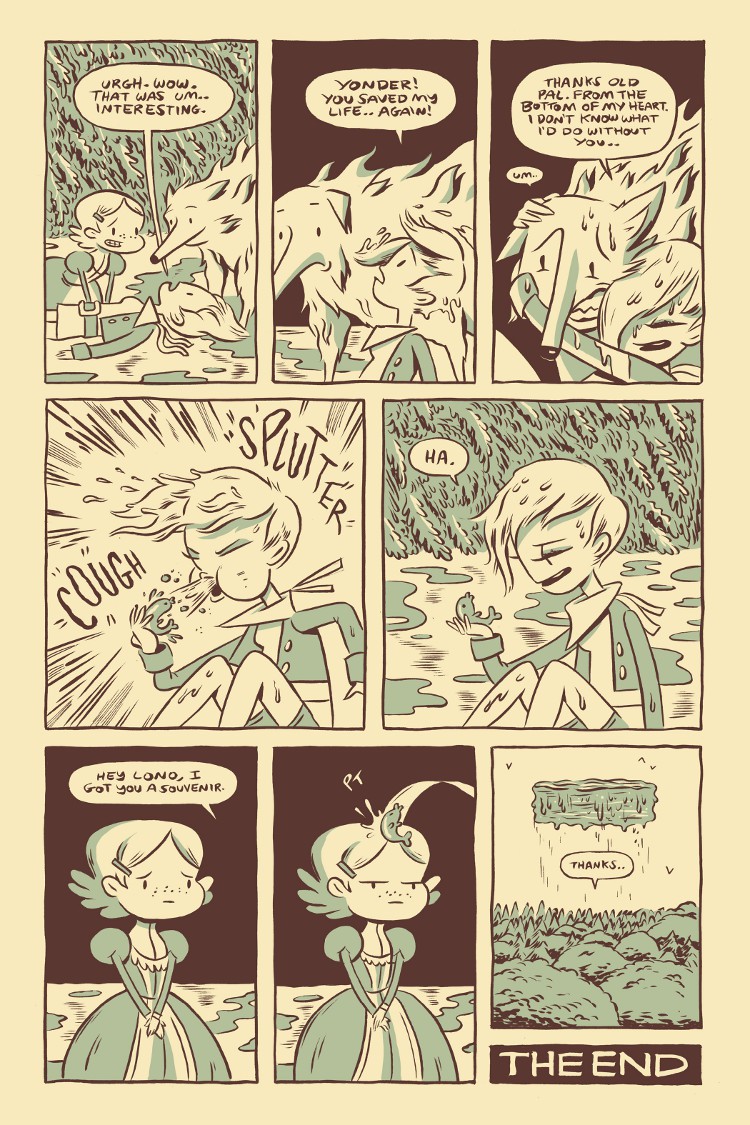 URGH. WOW.
THAT WAS UM..
INTERESTING.
YONDER!
YOU SAVED MY
LIFE.. AGAIN!
THANKS OLD
PAL. FROM THE
BOTTOM OF MY HEART.
I DON'T KNOW WHAT
I'D DO WITHOUT
YOU..
UM..
SPLUTTER
COUGH
HA.
HEY LONO, I
GOT YOU A SOUVENIR.
PT
THANKS..
THE END